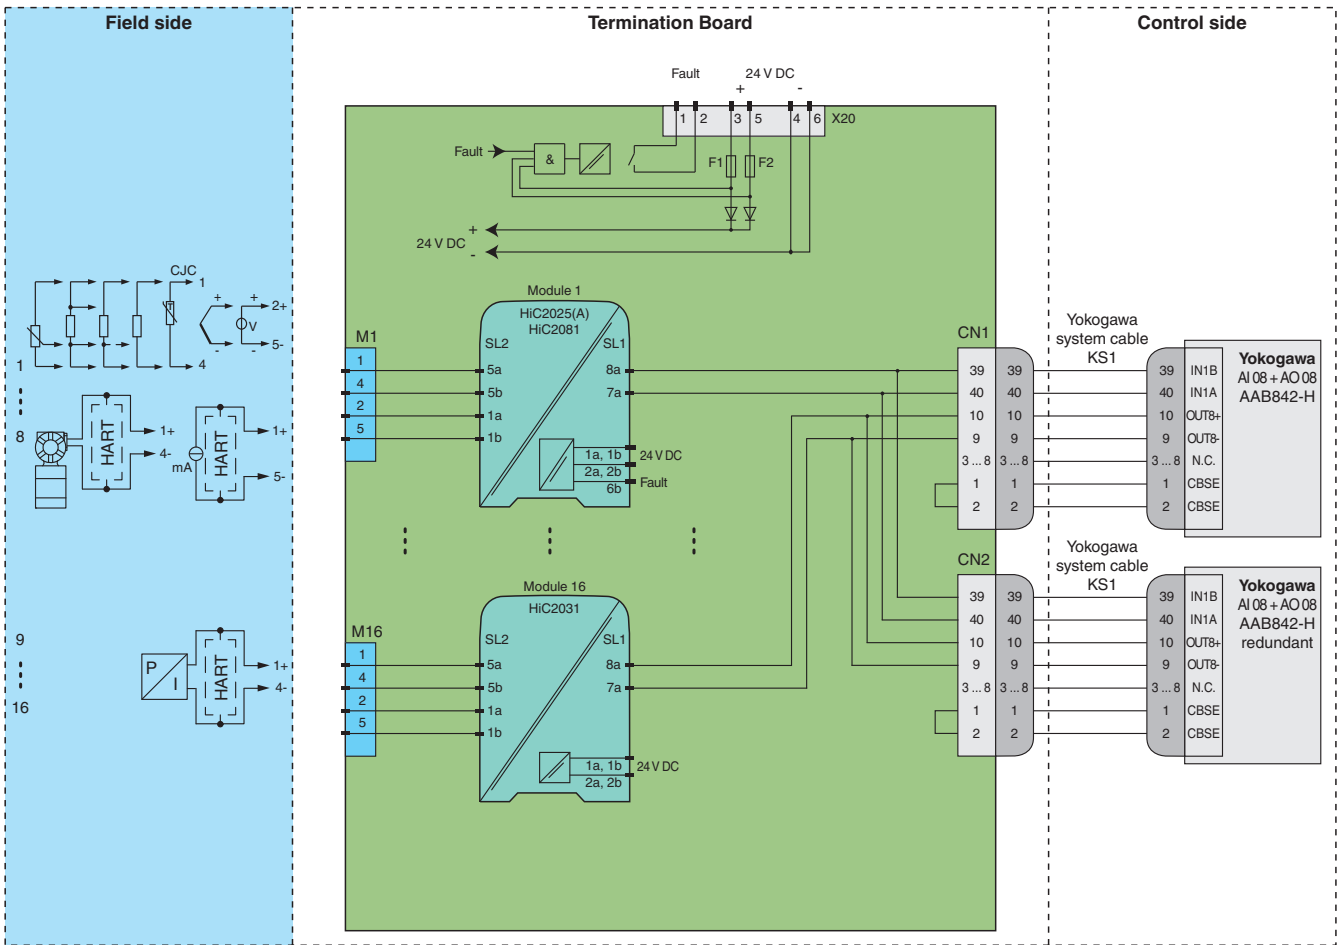 Field side
Termination Board
Control side
Fault
24 V DC
+
-
1
2
3
5
4
6
X20
Fault
&
F1
F2
+
24 V DC
-
CJC
1
4
+
-
+
V
-
2+
5-
1
8
HART
1+
4-
mA
HART
1+
5-
9
16
P
I
HART
1+
4-
M1
1
4
2
5
Module 1
HiC2025(A)
HiC2081
SL2
SL1
5a
5b
1a
1b
8a
7a
1a, 1b
2a, 2b
6b
24 V DC
Fault
M16
1
4
2
5
Module 16
HiC2031
SL2
SL1
5a
5b
1a
1b
8a
7a
1a, 1b
2a, 2b
24 V DC
CN1
39 39
40 40
10 10
9 9
3 ... 8 3 ... 8
1 1
2 2
Yokogawa
system cable
KS1
39 IN1B
40 IN1A
10 OUT8+
9 OUT8-
3 ... 8 N.C.
1 CBSE
2 CBSE
Yokogawa
AI 08 + AO 08
AAB842-H
CN2
39 39
40 40
10 10
9 9
3 ... 8 3 ... 8
1 1
2 2
Yokogawa
system cable
KS1
39 IN1B
40 IN1A
10 OUT8+
9 OUT8-
3 ... 8 N.C.
1 CBSE
2 CBSE
Yokogawa
AI 08 + AO 08
AAB842-H
redundant